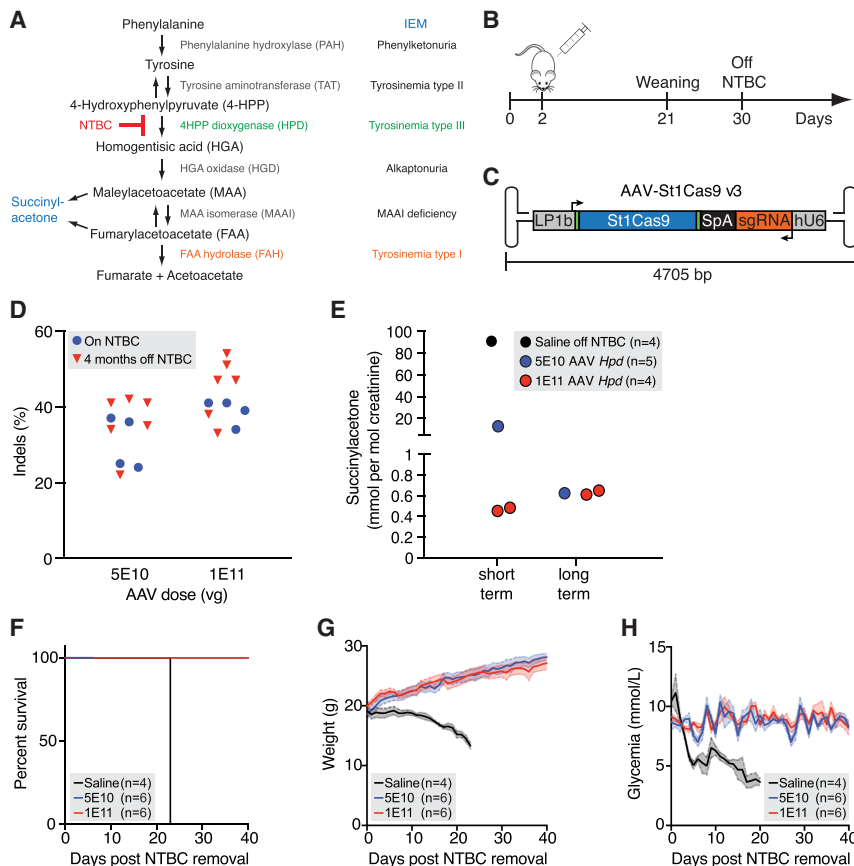 A
Phenylalanine
IEM
Phenylalanine hydroxylase (PAH)
Phenylketonuria
Tyrosine
Tyrosine aminotransferase (TAT)
Tyrosinemia type II
4-Hydroxyphenylpyruvate (4-HPP)
NTBC
4HPP dioxygenase (HPD)
Tyrosinemia type III
Homogentisic acid (HGA)
HGA oxidase (HGD)
Alkaptonuria
Succinyl-
acetone
Maleylacetoacetate (MAA)
MAA isomerase (MAAI)
MAAI deficiency
Fumarylacetoacetate (FAA)
FAA hydrolase (FAH)
Tyrosinemia type I
Fumarate + Acetoacetate
B
Off
Weaning NTBC
0 2 21 30 Days
C
AAV-St1Cas9 v3
LP1b St1Cas9 SpA sgRNA hU6
4705 bp
D
60
40
20
0
Indels (%)
On NTBC
4 months off NTBC
5E10 1E11
AAV dose (vg)
E
100
80
60
40
20
1
0.8
0.6
0.4
0.2
0
Succinylacetone
(mmol per mol creatinine)
Saline off NTBC (n=4)
5E10 AAV Hpd (n=5)
1E11 AAV Hpd (n=4)
short
term
long
term
F
100
50
0
Percent survival
Saline (n=4)
5E10 (n=6)
1E11 (n=6)
0 10 20 30 40
Days post NTBC removal
G
30
20
10
0
Weight (g)
Saline (n=4)
5E10 (n=6)
1E11 (n=6)
0 10 20 30 40
Days post NTBC removal
H
15
10
5
0
Glycemia (mmol/L)
Saline (n=4)
5E10 (n=6)
1E11 (n=6)
0 10 20 30 40
Days post NTBC removal